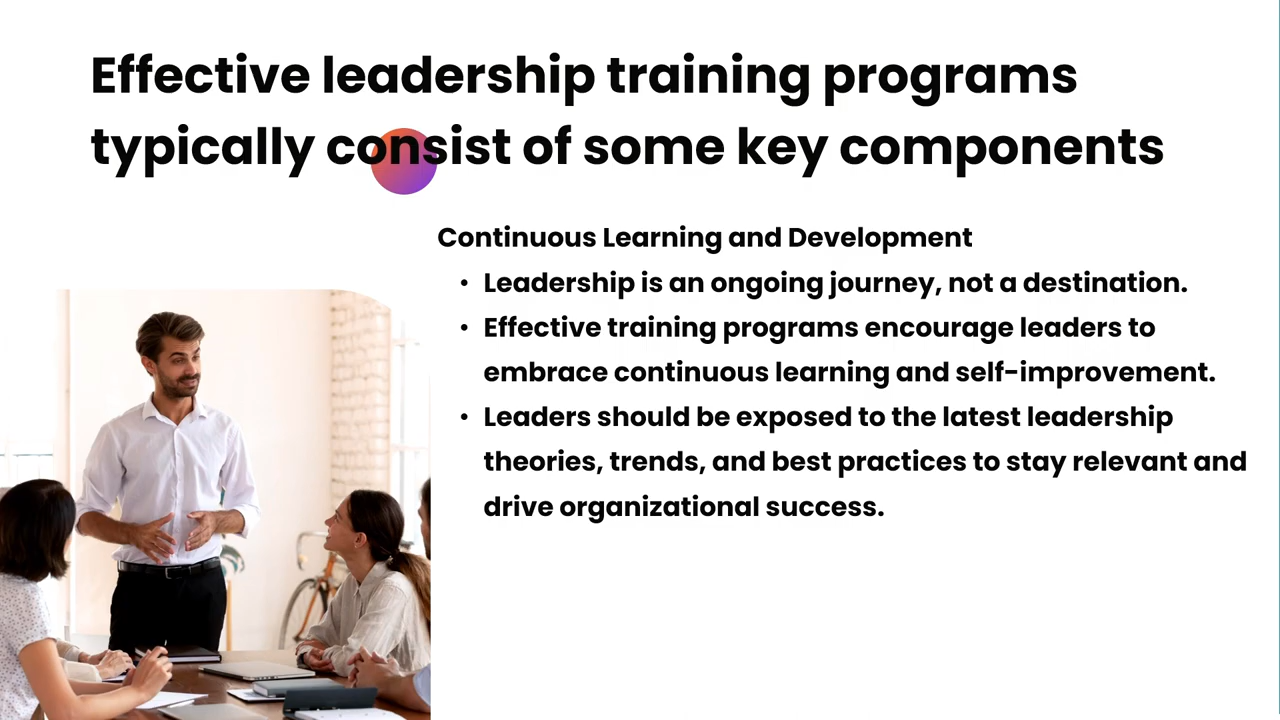 Effective leadership training programs
typically consist of some key components
Continuous Learning and Development
• Leadership is an ongoing journey, not a destination.
• Effective training programs encourage leaders to
embrace continuous learning and self-improvement.
• Leaders should be exposed to the latest leadership
theories, trends, and best practices to stay relevant and
drive organizational success.